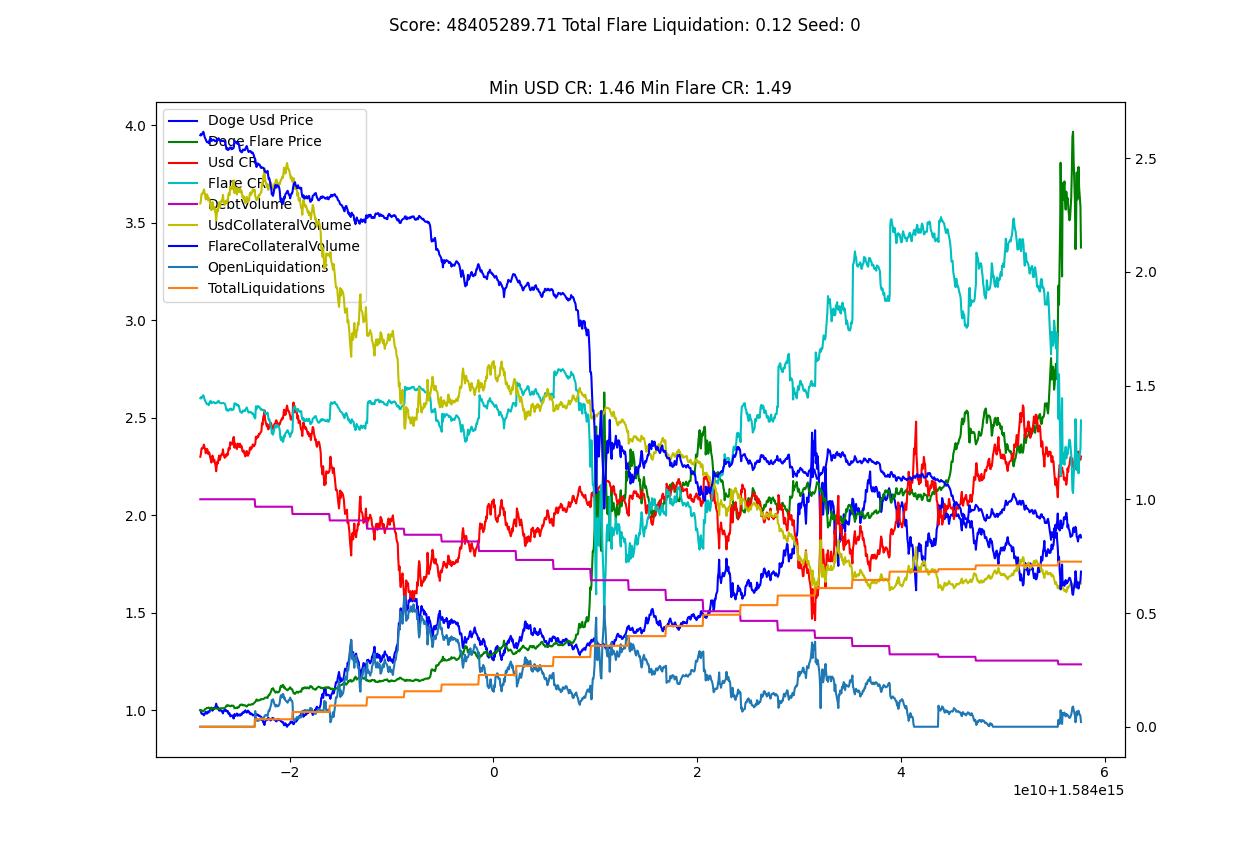 Score: 48405289.71 Total Flare Liquidation: 0.12 Seed: 0
Min USD CR: 1.46 Min Flare CR: 1.49
Doge Usd Price
Doge Flare Price
Usd CR
Flare CR
DebtVolume
UsdCollateralVolume
FlareCollateralVolume
OpenLiquidations
TotalLiquidations
4.0
3.5
3.0
2.5
2.0
1.5
1.0
2.5
2.0
1.5
1.0
0.5
0.0
−2
0
2
4
6
1e10+1.584e15